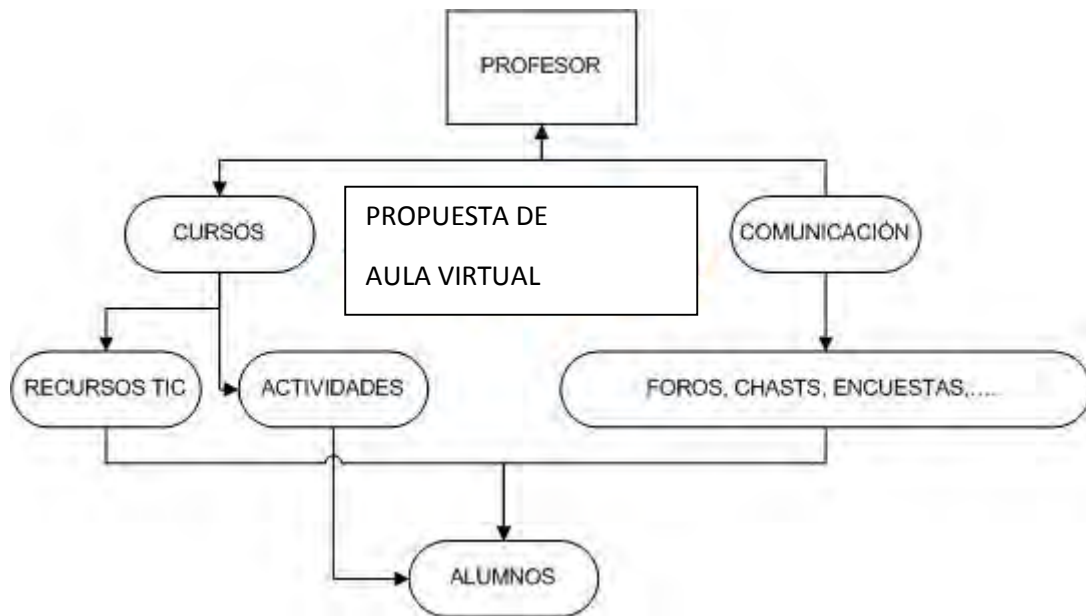 PROFESOR
CURSOS
PROPUESTA DE
AULA VIRTUAL
COMUNICACIÓN
RECURSOS TIC
ACTIVIDADES
FOROS, CHASTS, ENCUESTAS,....
ALUMNOS